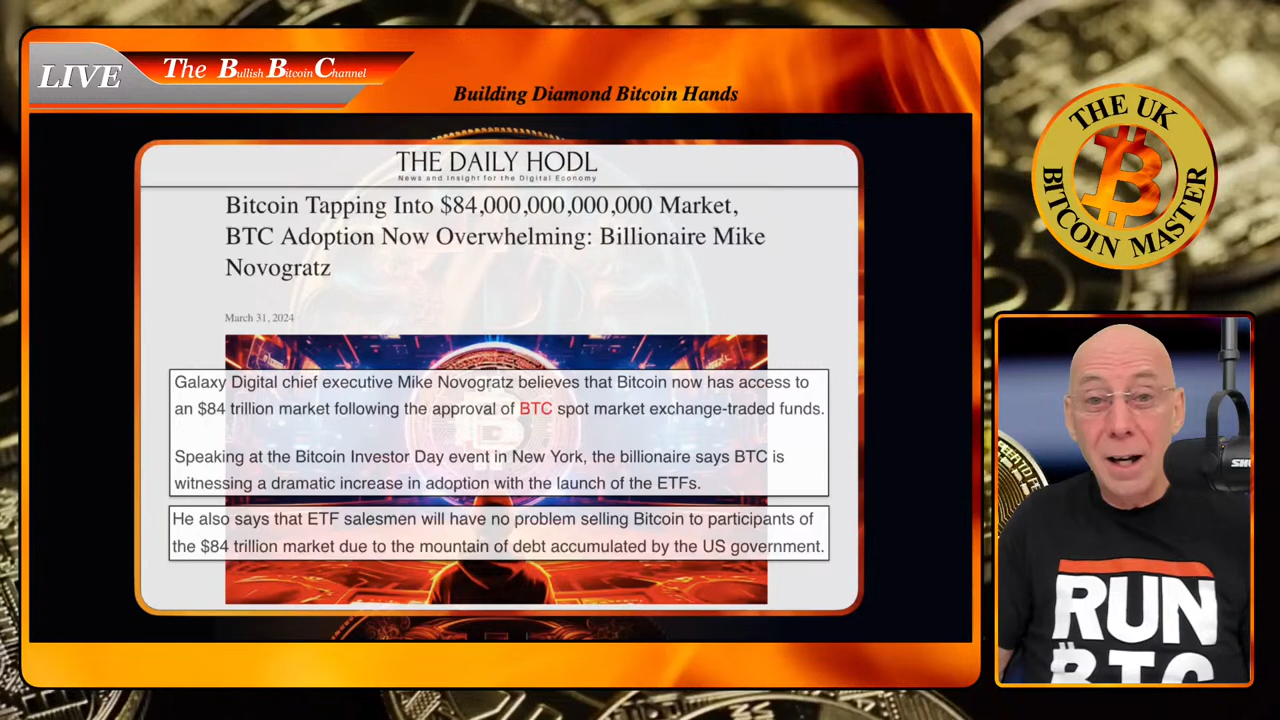 LIVE
The Bullish Bitcoin Channel
Building Diamond Bitcoin Hands
THE UK
BITCOIN MASTER
THE DAILY HODL
News and Insight for the Digital Economy
Bitcoin Tapping Into $84,000,000,000,000 Market,
BTC Adoption Now Overwhelming: Billionaire Mike
Novogratz
March 31, 2024
Galaxy Digital chief executive Mike Novogratz believes that Bitcoin now has access to
an $84 trillion market following the approval of BTC spot market exchange-traded funds.
Speaking at the Bitcoin Investor Day event in New York, the billionaire says BTC is
witnessing a dramatic increase in adoption with the launch of the ETFs.
He also says that ETF salesmen will have no problem selling Bitcoin to participants of
the $84 trillion market due to the mountain of debt accumulated by the US government.
RUN
BTC